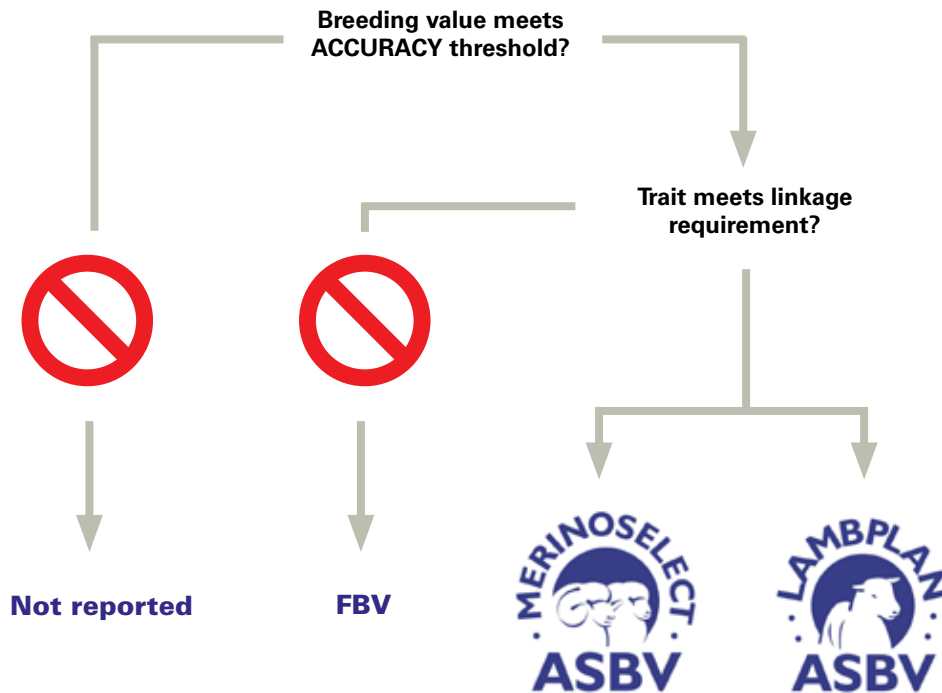 Breeding value meets
ACCURACY threshold?
Trait meets linkage
requirement?
Not reported
FBV
· MERINOSELECT ·
ASBV
· LAMBPLAN ·
ASBV